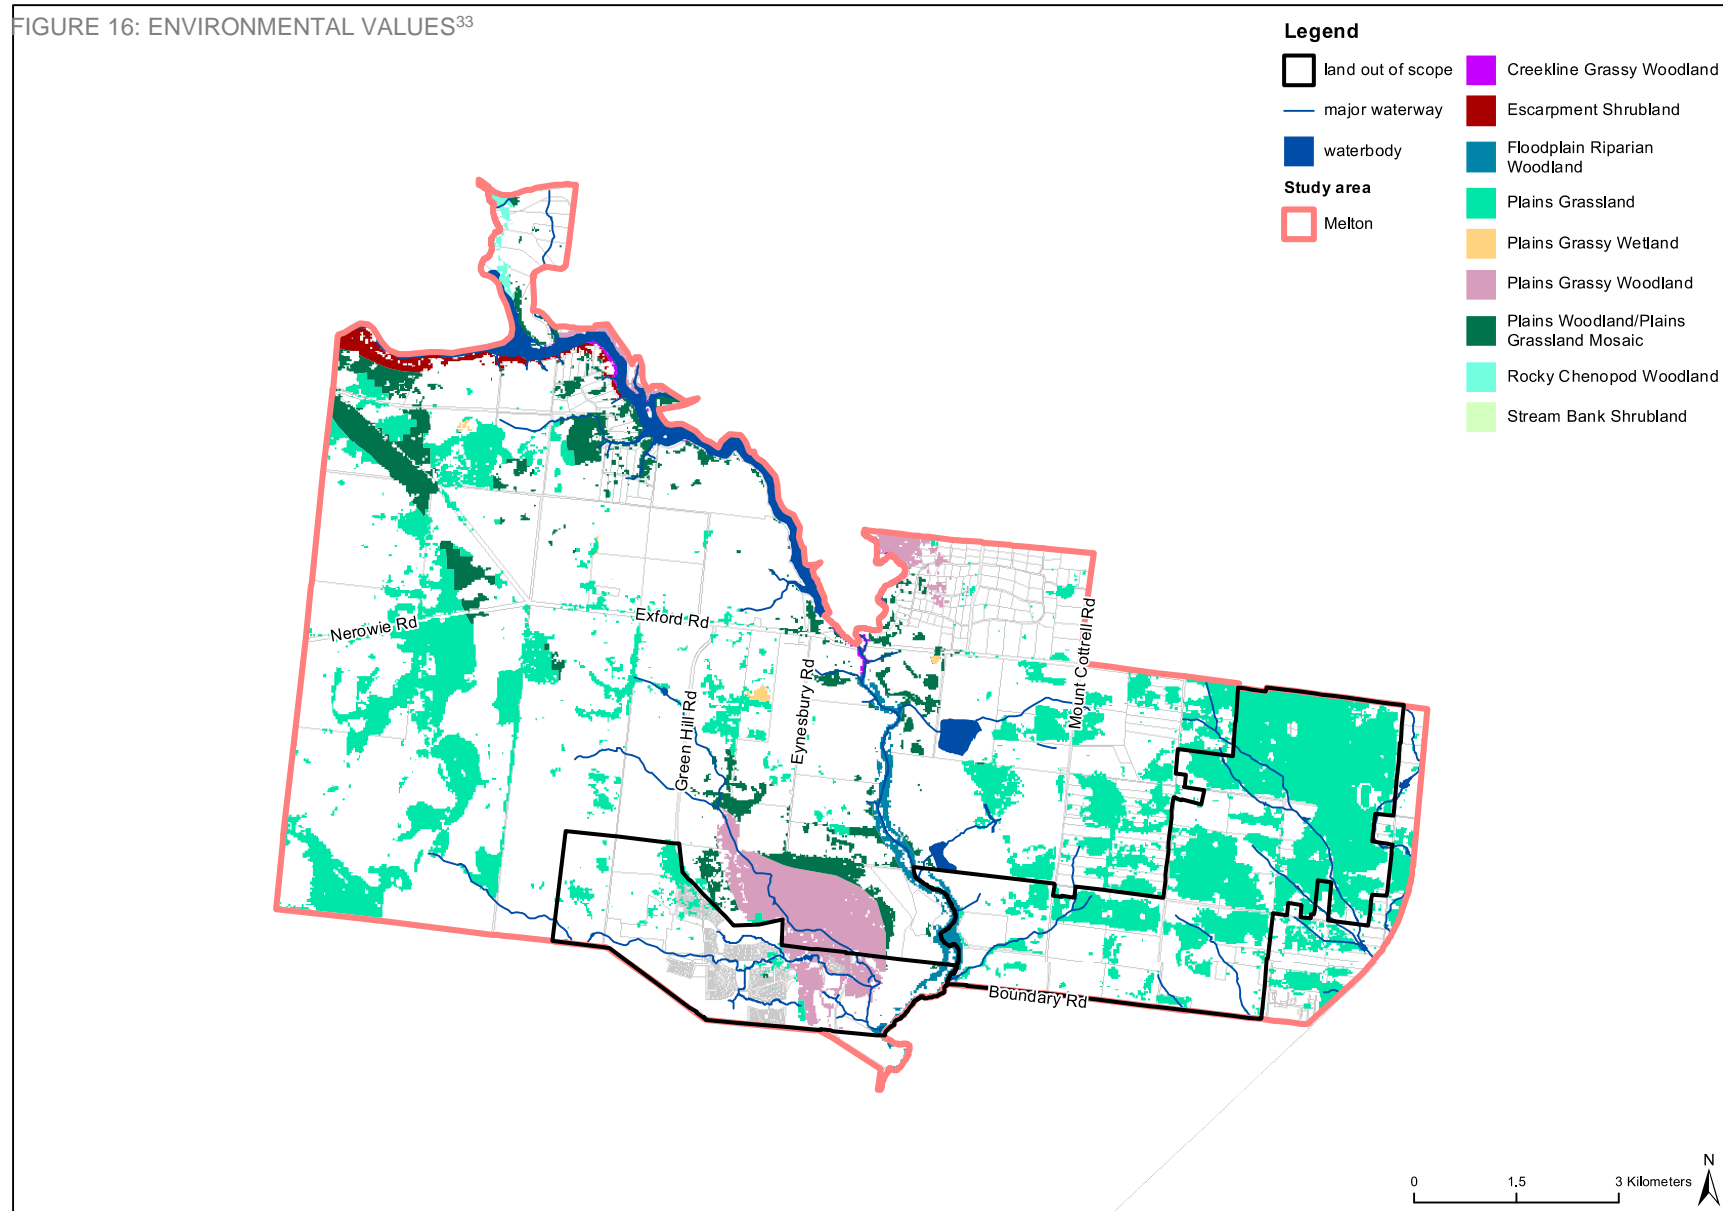 FIGURE 16: ENVIRONMENTAL VALUES33
Legend
land out of scope
major waterway
waterbody
Study area
Melton
Creekline Grassy Woodland
Escarpment Shrubland
Floodplain Riparian
Woodland
Plains Grassland
Plains Grassy Wetland
Plains Grassy Woodland
Plains Woodland/Plains
Grassland Mosaic
Rocky Chenopod Woodland
Stream Bank Shrubland
Nerowie Rd
Exford Rd
Green Hill Rd
Eynesbury Rd
Mount Cottrell Rd
Boundary Rd
0 1.5 3 Kilometers
N